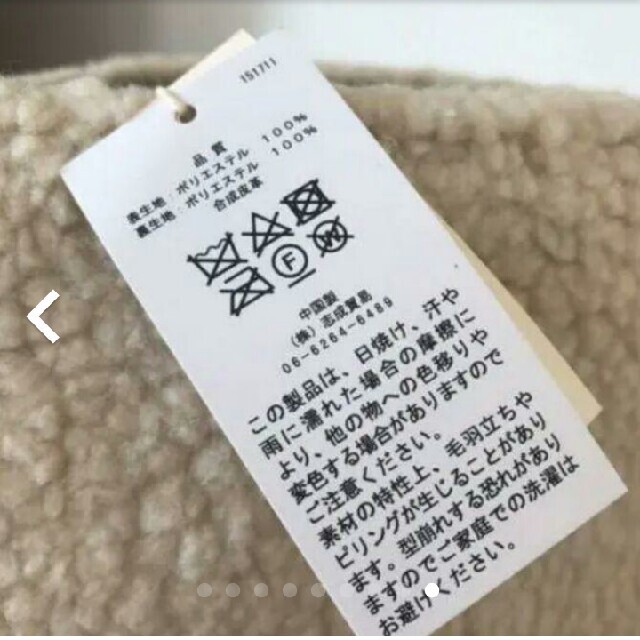 151711
品質
表生地：ポリエステル 100%
裏生地：ポリエステル 100%
合成皮革
F W
中国製
(株) 志成貿易
06-6264-6489
この製品は、日焼け、汗や
雨に濡れた場合の摩擦に
より、他の物への色移りや
変色する場合がありますので
ご注意ください。
素材の特性上、毛羽立ちや
ピリングが生じることがあり
ます。型崩れする恐れがあり
ますのでご家庭での洗濯は
お避けください。